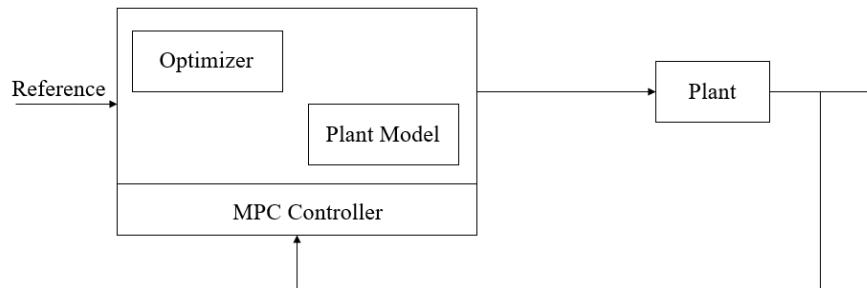 Optimizer
Reference
Plant
Plant Model
MPC Controller